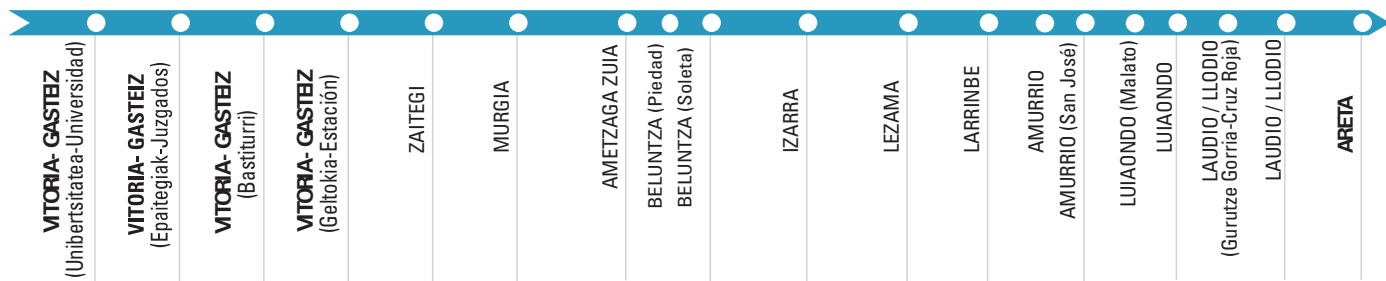 VITORIA- GASTEIZ
(Unibertsitatea-Universidad)
VITORIA- GASTEIZ
(Epaitegiak-Juzgados)
VITORIA- GASTEIZ
(Bastiturri)
VITORIA- GASTEIZ
(Geltokia-Estación)
ZAITEGI
MURGIA
AMETZAGA ZUIA
BELUNTZA (Piedad)
BELUNTZA (Soleta)
IZARRA
LEZAMA
LARRINBE
AMURRIO
AMURRIO (San José)
LUIAONDO (Malato)
LUIAONDO
LAUDIO / LLODIO
(Gurutze Gorria-Cruz Roja)
LAUDIO / LLODIO
ARETA